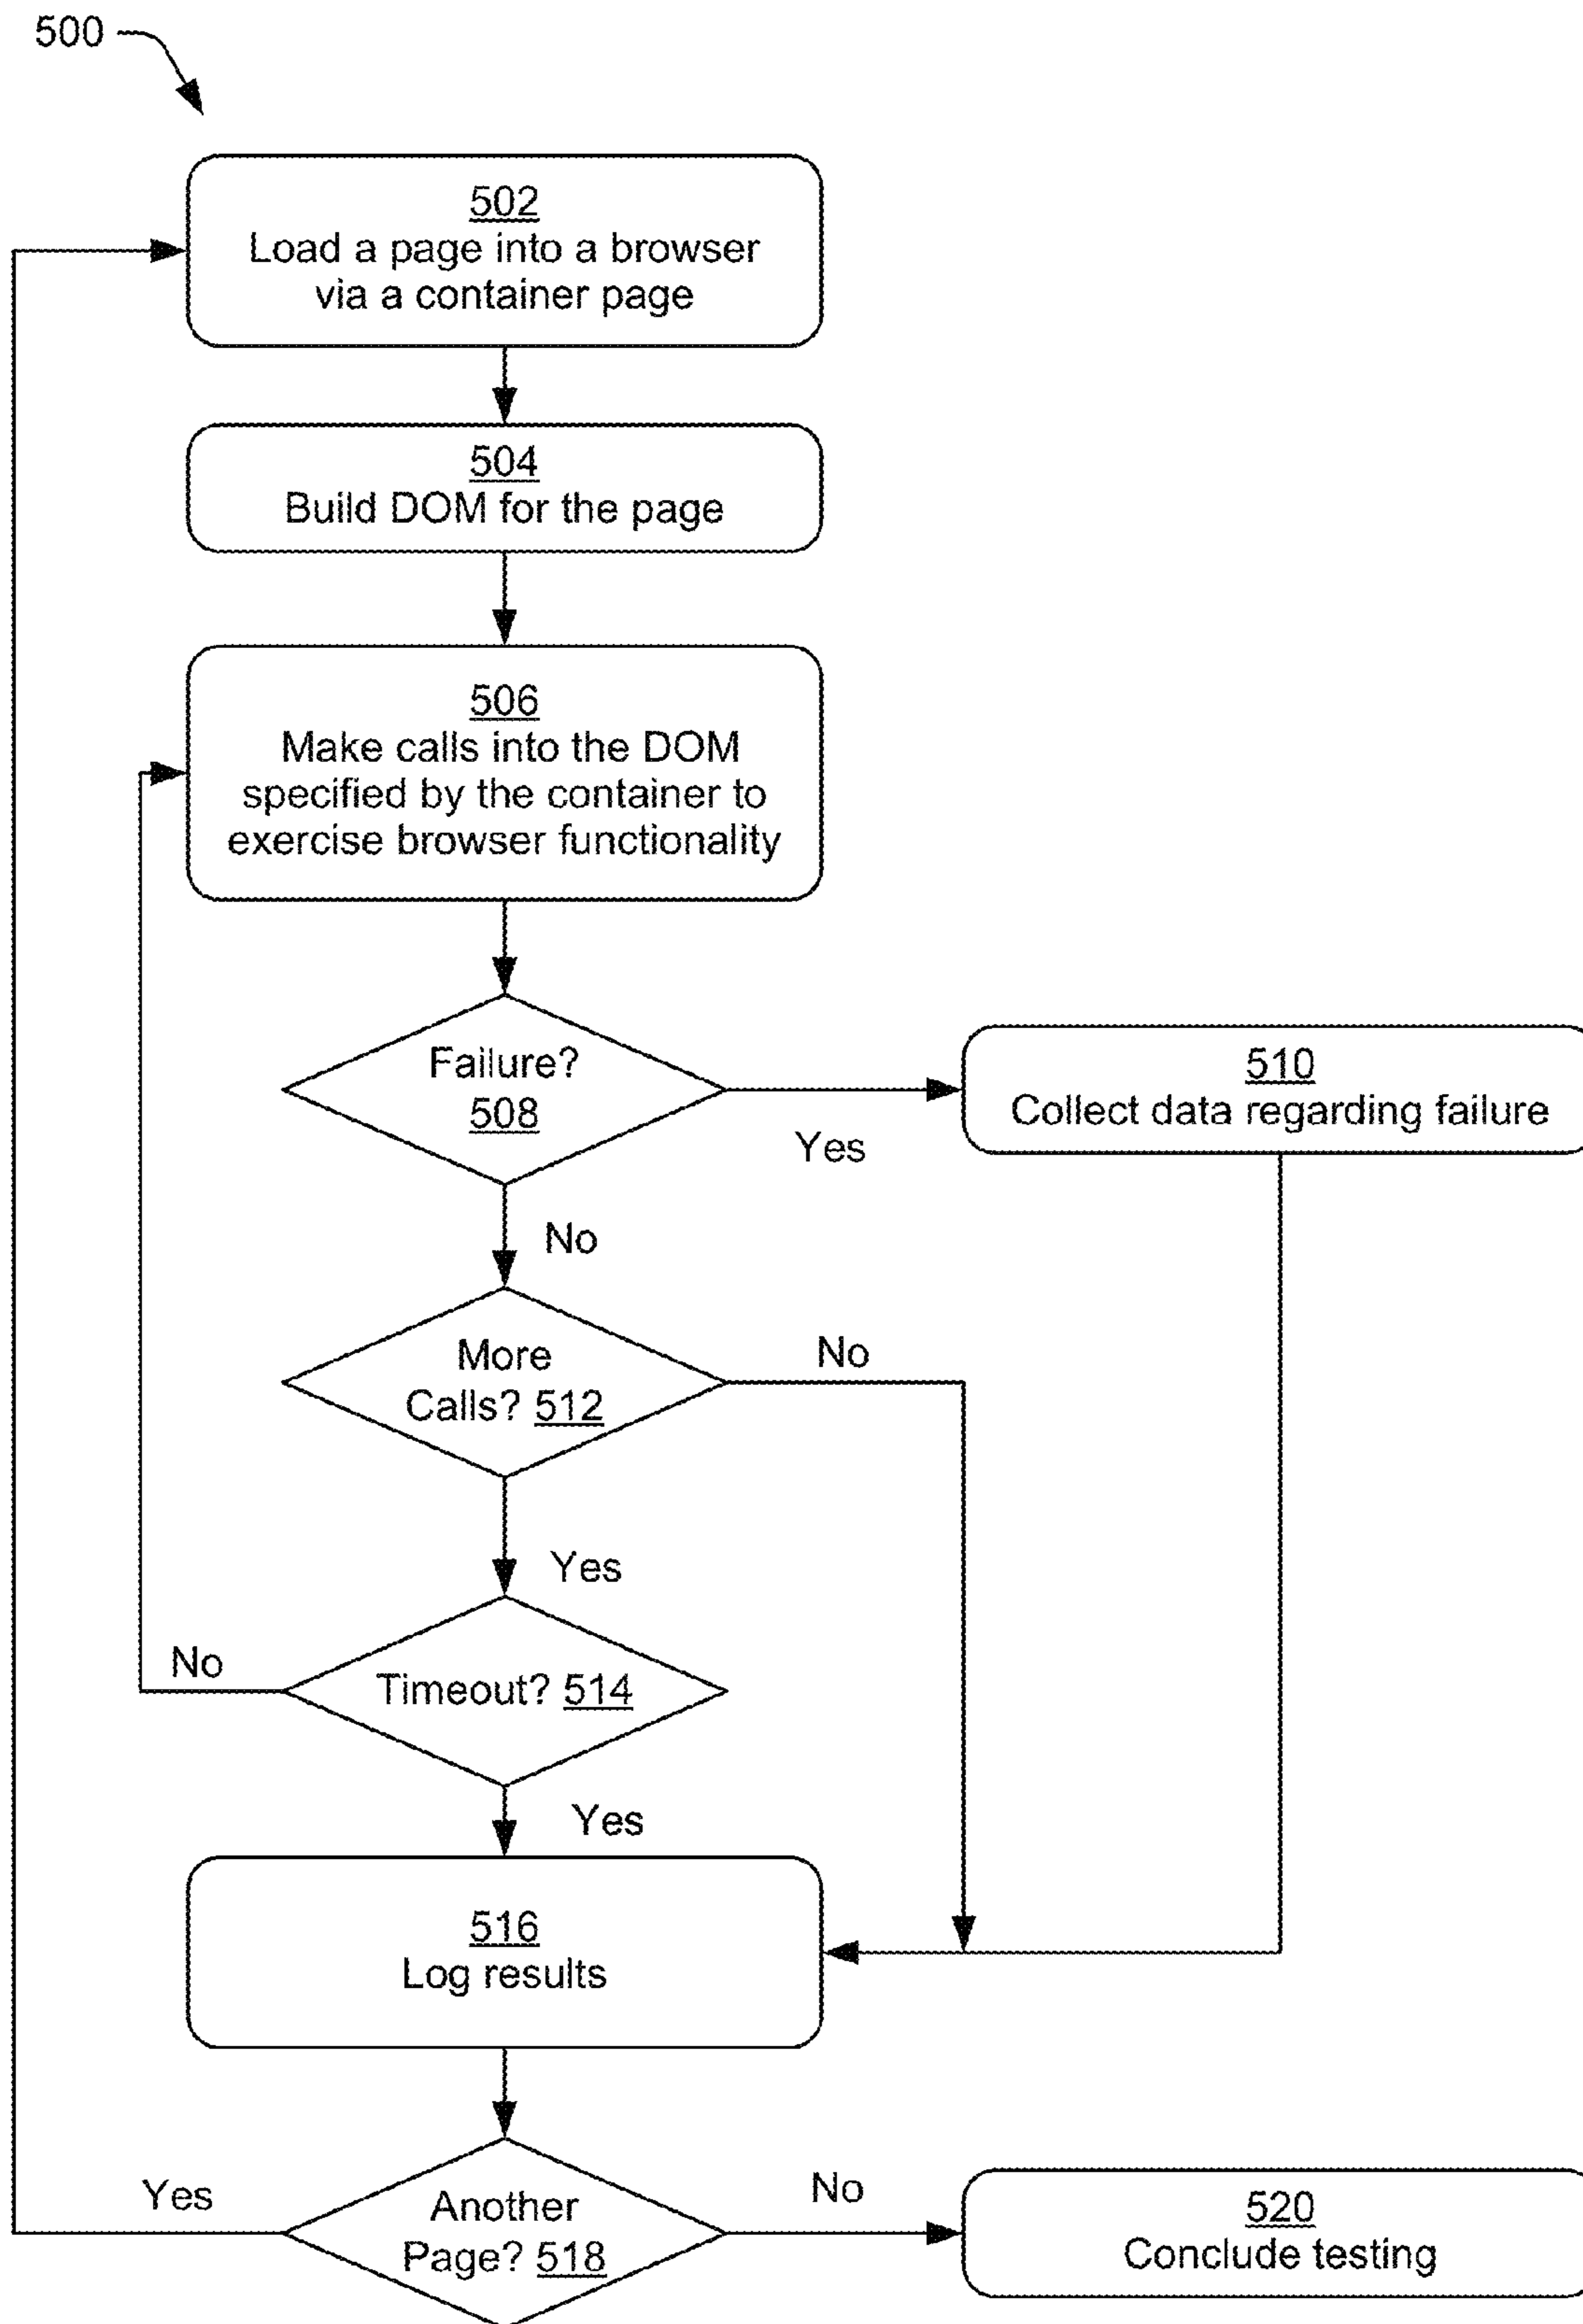 500
502
Load a page into a browser
via a container page
504
Build DOM for the page
506
Make calls into the DOM
specified by the container to
exercise browser functionality
Failure?
508
Yes
510
Collect data regarding failure
No
More
Calls? 512
No
Yes
No
Timeout? 514
Yes
516
Log results
Yes
Another
Page? 518
No
520
Conclude testing